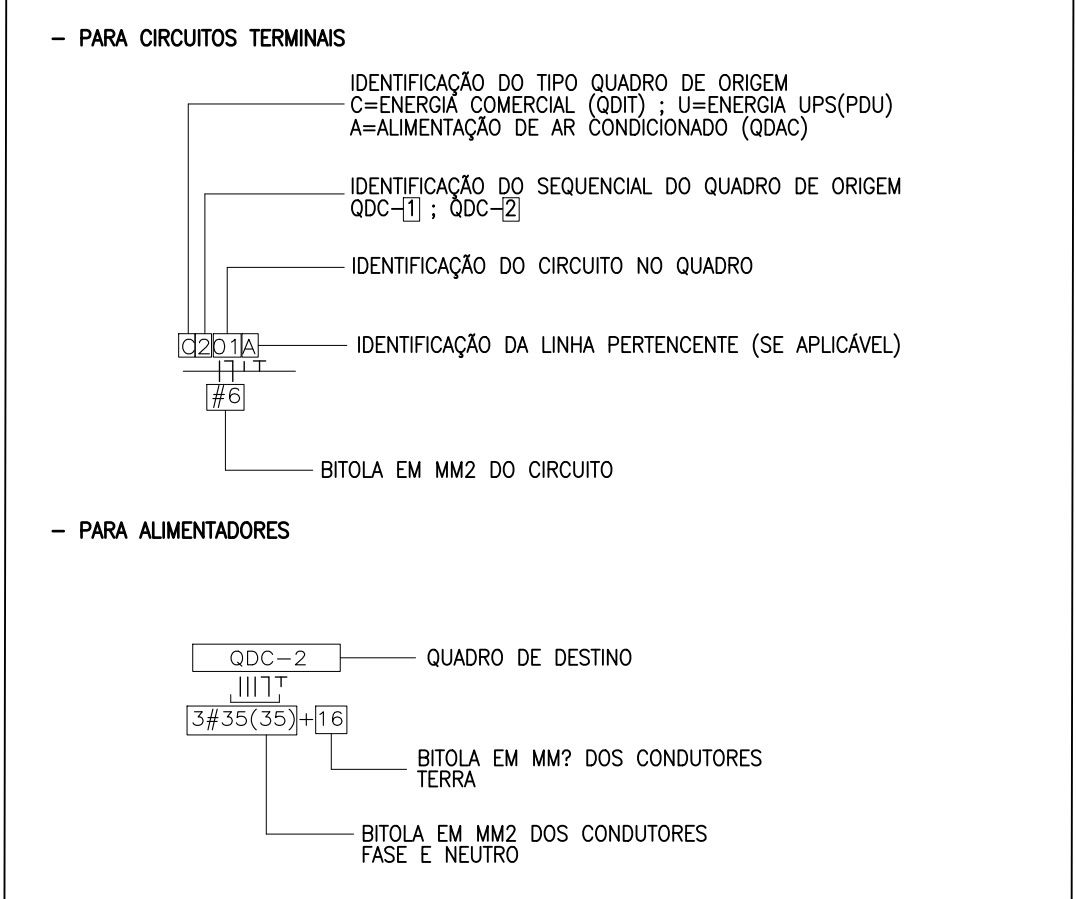 - PARA CIRCUITOS TERMINAIS
IDENTIFICAÇÃO DO TIPO QUADRO DE ORIGEM
C=ENERGIA COMERCIAL (QDIT) ; U=ENERGIA UPS(PDU)
A=ALIMENTAÇÃO DE AR CONDICIONADO (QDAC)
IDENTIFICAÇÃO DO SEQUENCIAL DO QUADRO DE ORIGEM
QDC-1 ; QDC-2
IDENTIFICAÇÃO DO CIRCUITO NO QUADRO
C201A
IDENTIFICAÇÃO DA LINHA PERTENCENTE (SE APLICÁVEL)
#6
BITOLA EM MM2 DO CIRCUITO
- PARA ALIMENTADORES
QDC-2
QUADRO DE DESTINO
3#35(35)+16
BITOLA EM MM? DOS CONDUTORES
TERRA
BITOLA EM MM2 DOS CONDUTORES
FASE E NEUTRO